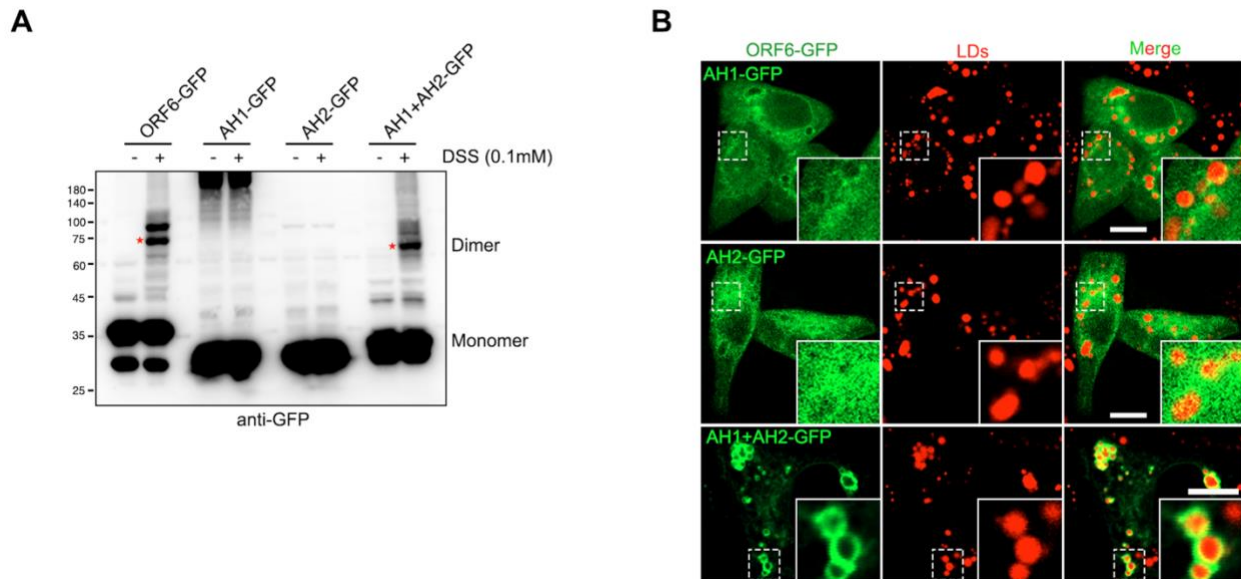 A
ORF6-GFP
AH1-GFP
AH2-GFP
AH1+AH2-GFP
- + - + - + - + DSS (0.1mM)
180
140
100
75
60
45
35
25
Dimer
Monomer
anti-GFP
B
ORF6-GFP LDs Merge
AH1-GFP
AH2-GFP
AH1+AH2-GFP